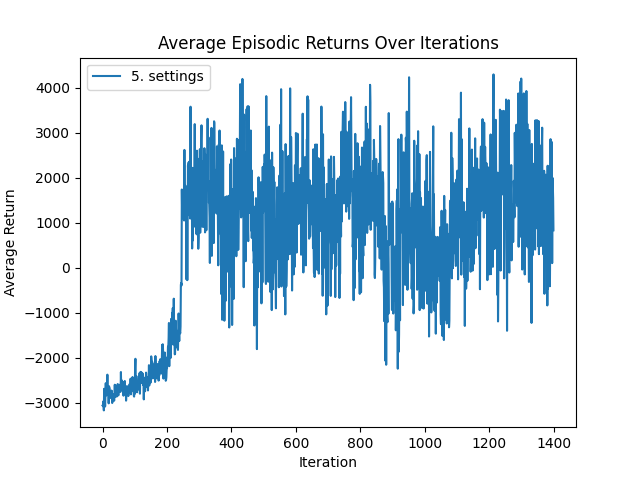 Average Episodic Returns Over Iterations
5. settings
4000
3000
2000
1000
0
−1000
−2000
−3000
Average Return
0 200 400 600 800 1000 1200 1400
Iteration